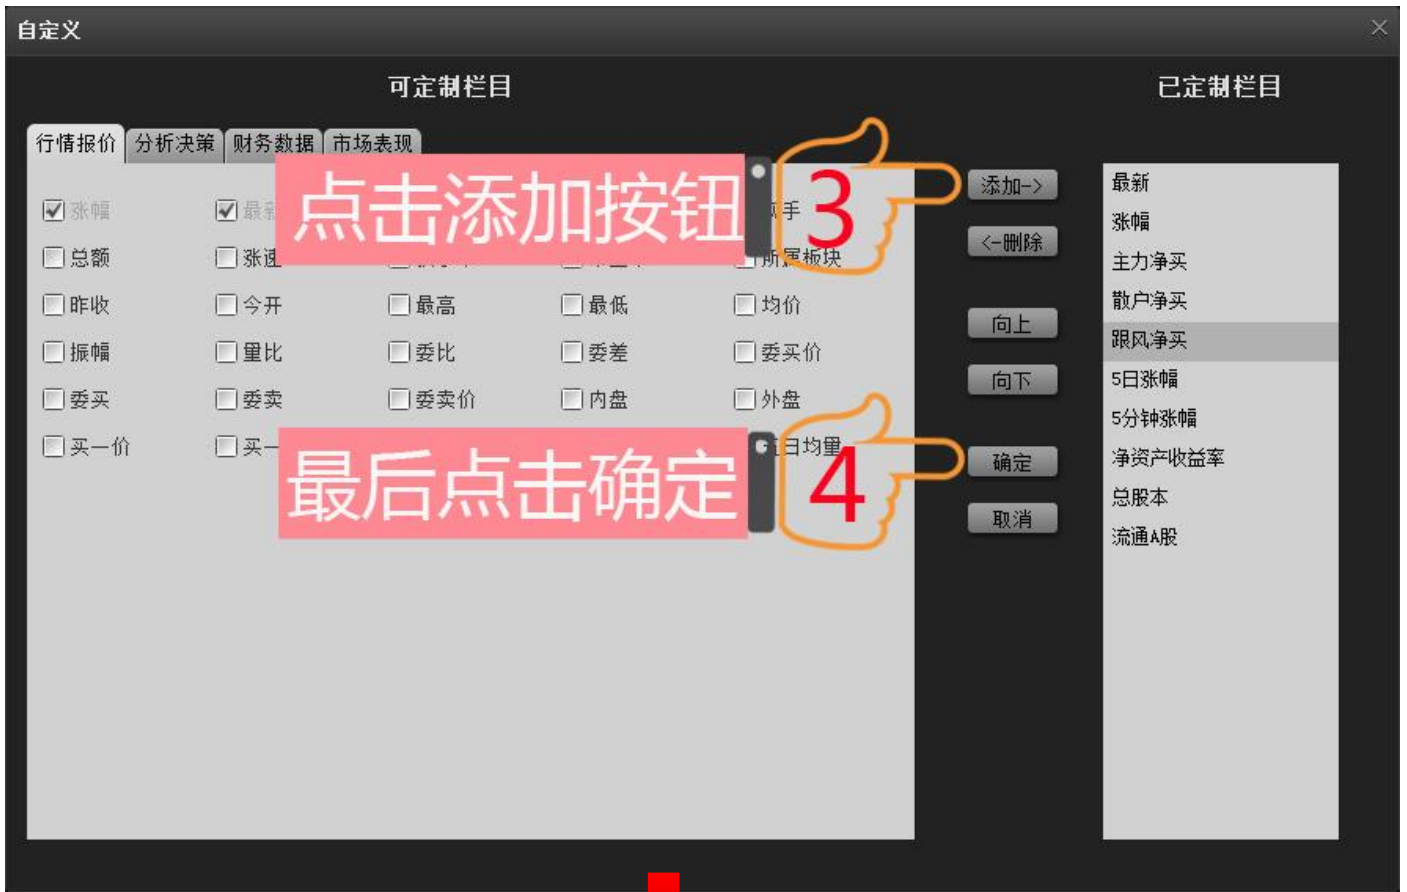 自定义
可定制栏目
已定制栏目
行情报价 分析决策 财务数据 市场表现
点击添加按钮
3
添加->
<-删除
向上
向下
确定
取消
涨幅 最新 手
总额 涨速 所属板块
昨收 今开 最高 最低 均价
振幅 量比 委比 委差 委买价
委买 委卖 委卖价 内盘 外盘
买一价 买一 日均量
最后点击确定
4
最新
涨幅
主力净买
散户净买
跟风净买
5日涨幅
5分钟涨幅
净资产收益率
总股本
流通A股